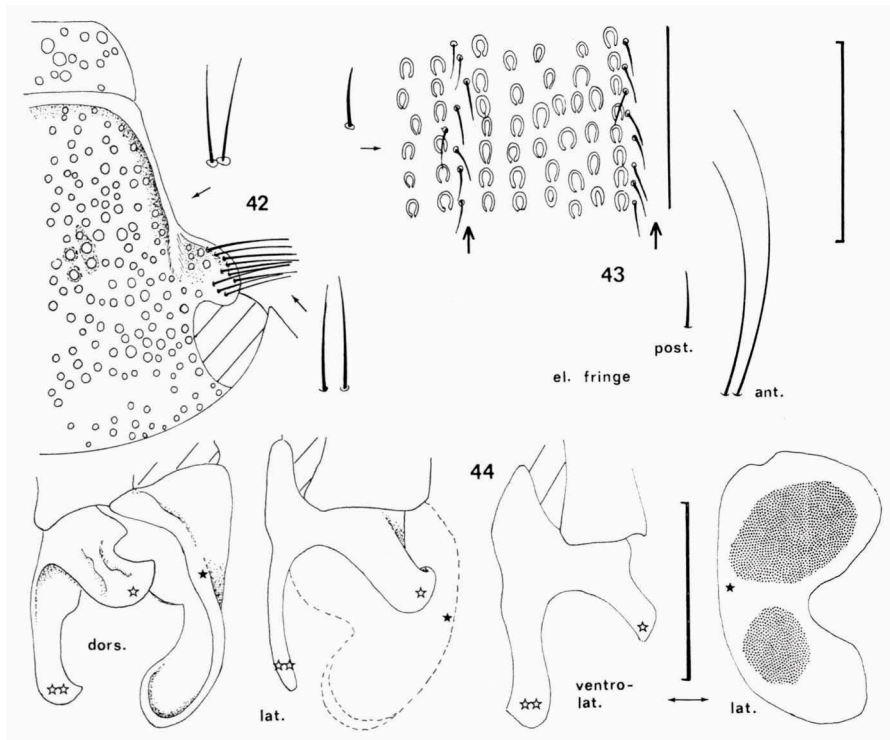 42
43
post.
el. fringe
ant.
44
dors.
lat.
ventro-
lat.
lat.